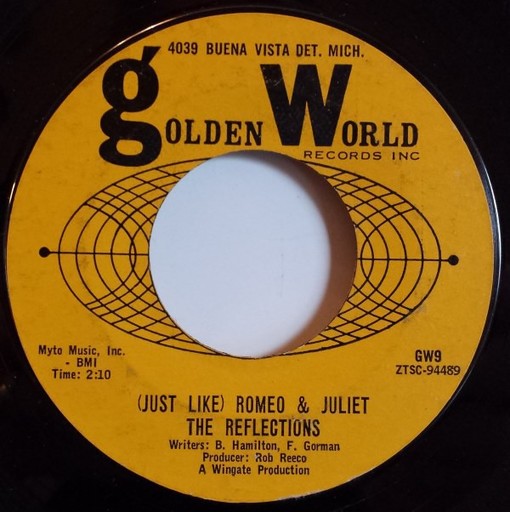 4039 BUENA VISTA DET. MICH.
gOLDEN WORLD
RECORDS INC
Myto Music, Inc.
- BMI
Time: 2:10
GW9
ZTSC-94489
(JUST LIKE) ROMEO & JULIET
THE REFLECTIONS
Writers: B. Hamilton, F. Gorman
Producer: Rob Reeco
A Wingate Production